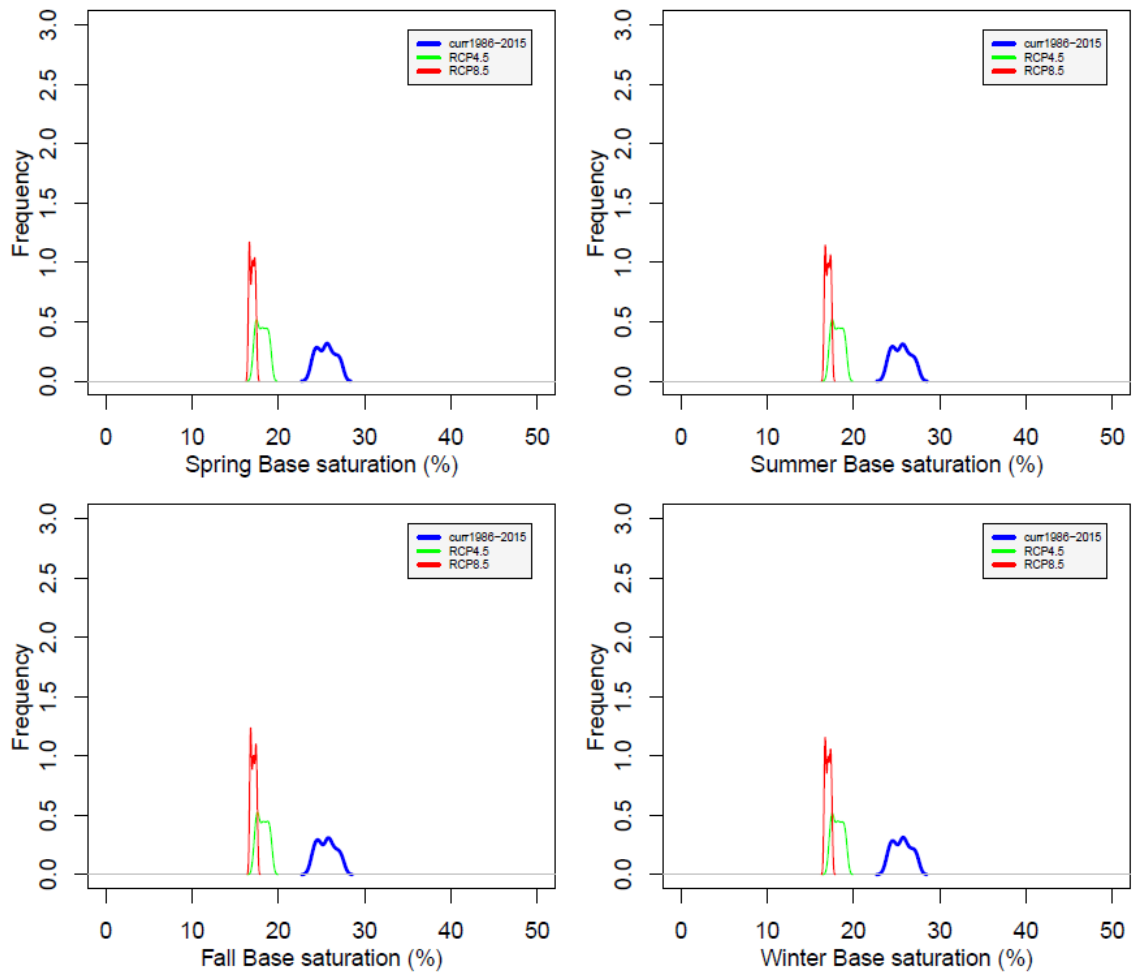 3.0
2.5
2.0
1.5
1.0
0.5
0.0
Frequency
curr1986−2015
RCP4.5
RCP8.5
0 10 20 30 40 50
Spring Base saturation (%)
3.0
2.5
2.0
1.5
1.0
0.5
0.0
Frequency
curr1986−2015
RCP4.5
RCP8.5
0 10 20 30 40 50
Summer Base saturation (%)
3.0
2.5
2.0
1.5
1.0
0.5
0.0
Frequency
curr1986−2015
RCP4.5
RCP8.5
0 10 20 30 40 50
Fall Base saturation (%)
3.0
2.5
2.0
1.5
1.0
0.5
0.0
Frequency
curr1986−2015
RCP4.5
RCP8.5
0 10 20 30 40 50
Winter Base saturation (%)